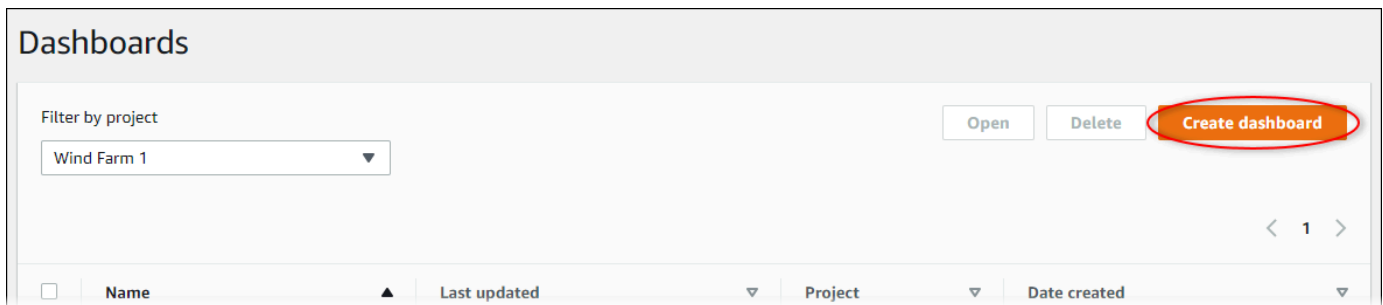 Dashboards
Filter by project
Open Delete Create dashboard
Wind Farm 1
1
Name Last updated Project Date created